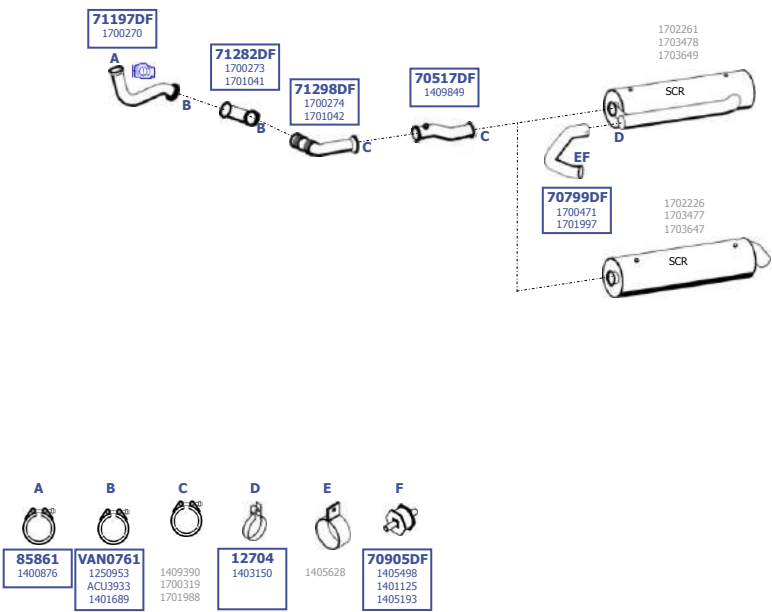 71197DF
1700270
A
B
71282DF
1700273
1701041
B
71298DF
1700274
1701042
C
70517DF
1409849
C
1702261
1703478
1703649
SCR
D
EF
70799DF
1700471
1701997
1702226
1703477
1703647
SCR
A
B
C
D
E
F
85861
1400876
VAN0761
1250953
ACU3933
1401689
1409390
1700319
1701988
12704
1403150
1405628
70905DF
1405498
1401125
1405193